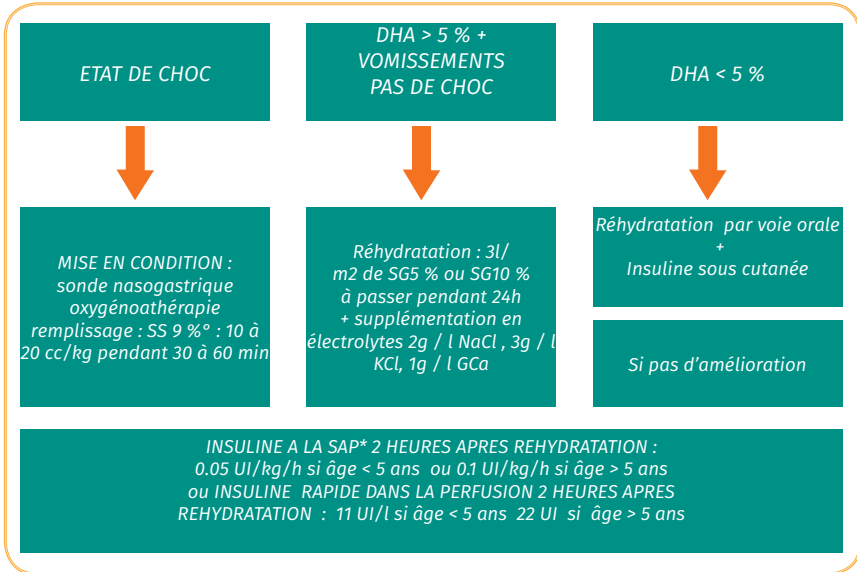 ETAT DE CHOC
DHA > 5 % +
VOMISSEMENTS
PAS DE CHOC
DHA < 5 %
MISE EN CONDITION :
sonde nasogastrique
oxygénoathérapie
remplissage : SS 9 %° : 10 à
20 cc/kg pendant 30 à 60 min
Réhydratation : 3l/
m2 de SG5 % ou SG10 %
à passer pendant 24h
+ supplémentation en
électrolytes 2g / l NaCl , 3g / l
KCl, 1g / l GCa
Réhydratation par voie orale
+
Insuline sous cutanée
Si pas d'amélioration
INSULINE A LA SAP* 2 HEURES APRES REHYDRATATION :
0.05 UI/kg/h si âge < 5 ans ou 0.1 UI/kg/h si âge > 5 ans
ou INSULINE RAPIDE DANS LA PERFUSION 2 HEURES APRES
REHYDRATATION : 11 UI/l si âge < 5 ans 22 UI si âge > 5 ans